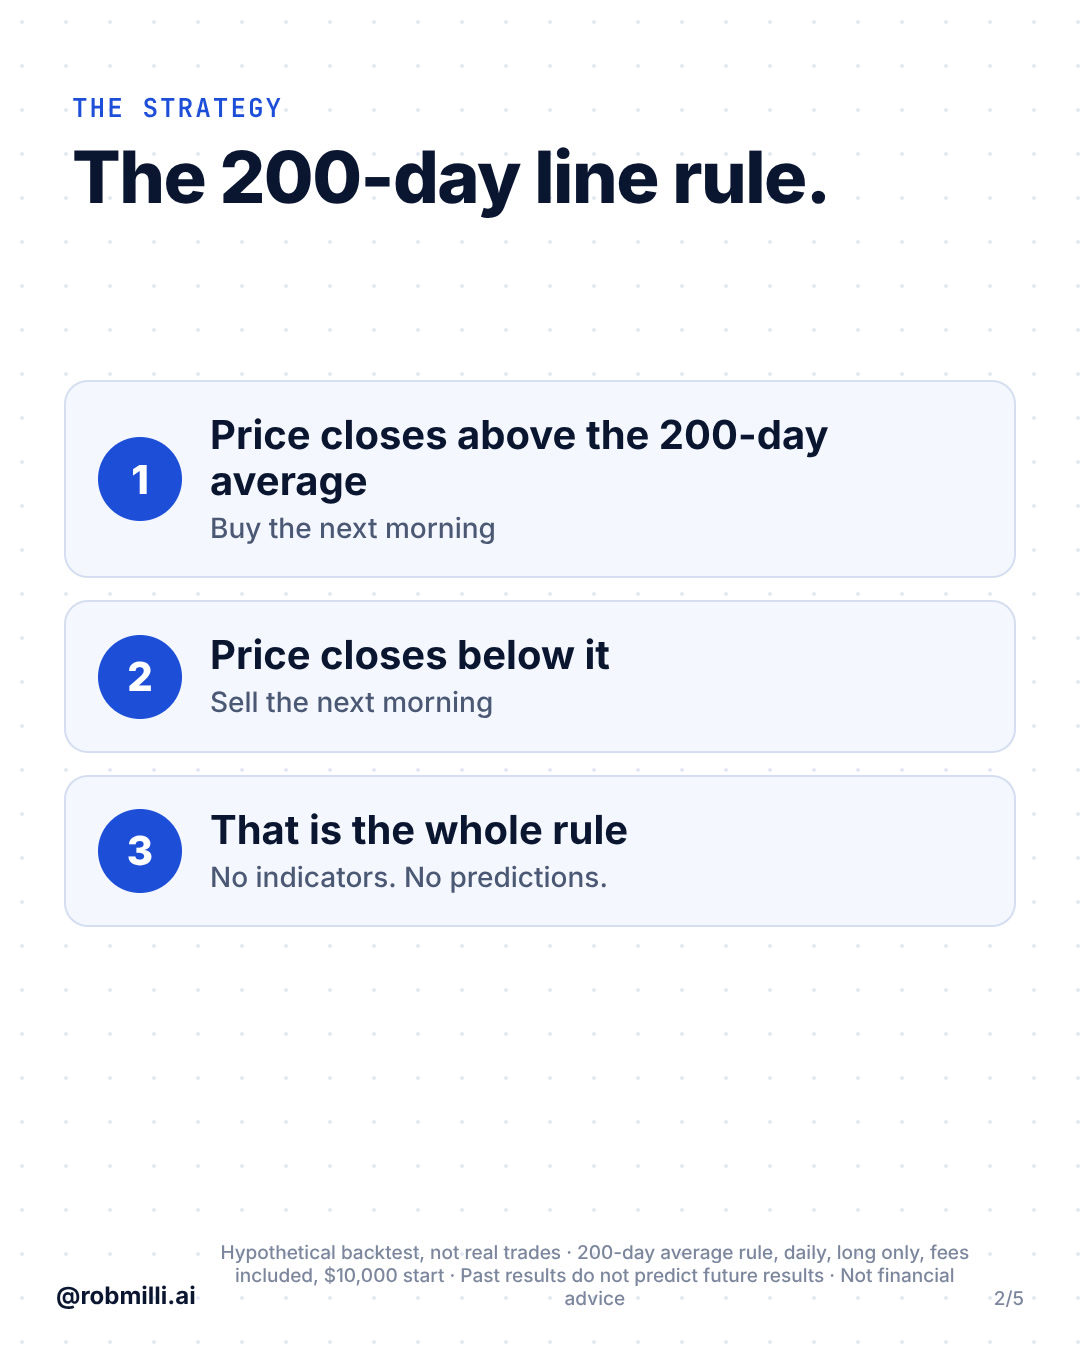 THE STRATEGY
The 200-day line rule.
1
Price closes above the 200-day
average
Buy the next morning
2
Price closes below it
Sell the next morning
3
That is the whole rule
No indicators. No predictions.
Hypothetical backtest, not real trades · 200-day average rule, daily, long only, fees
included, $10,000 start · Past results do not predict future results · Not financial
advice
@robmilli.ai
2/5